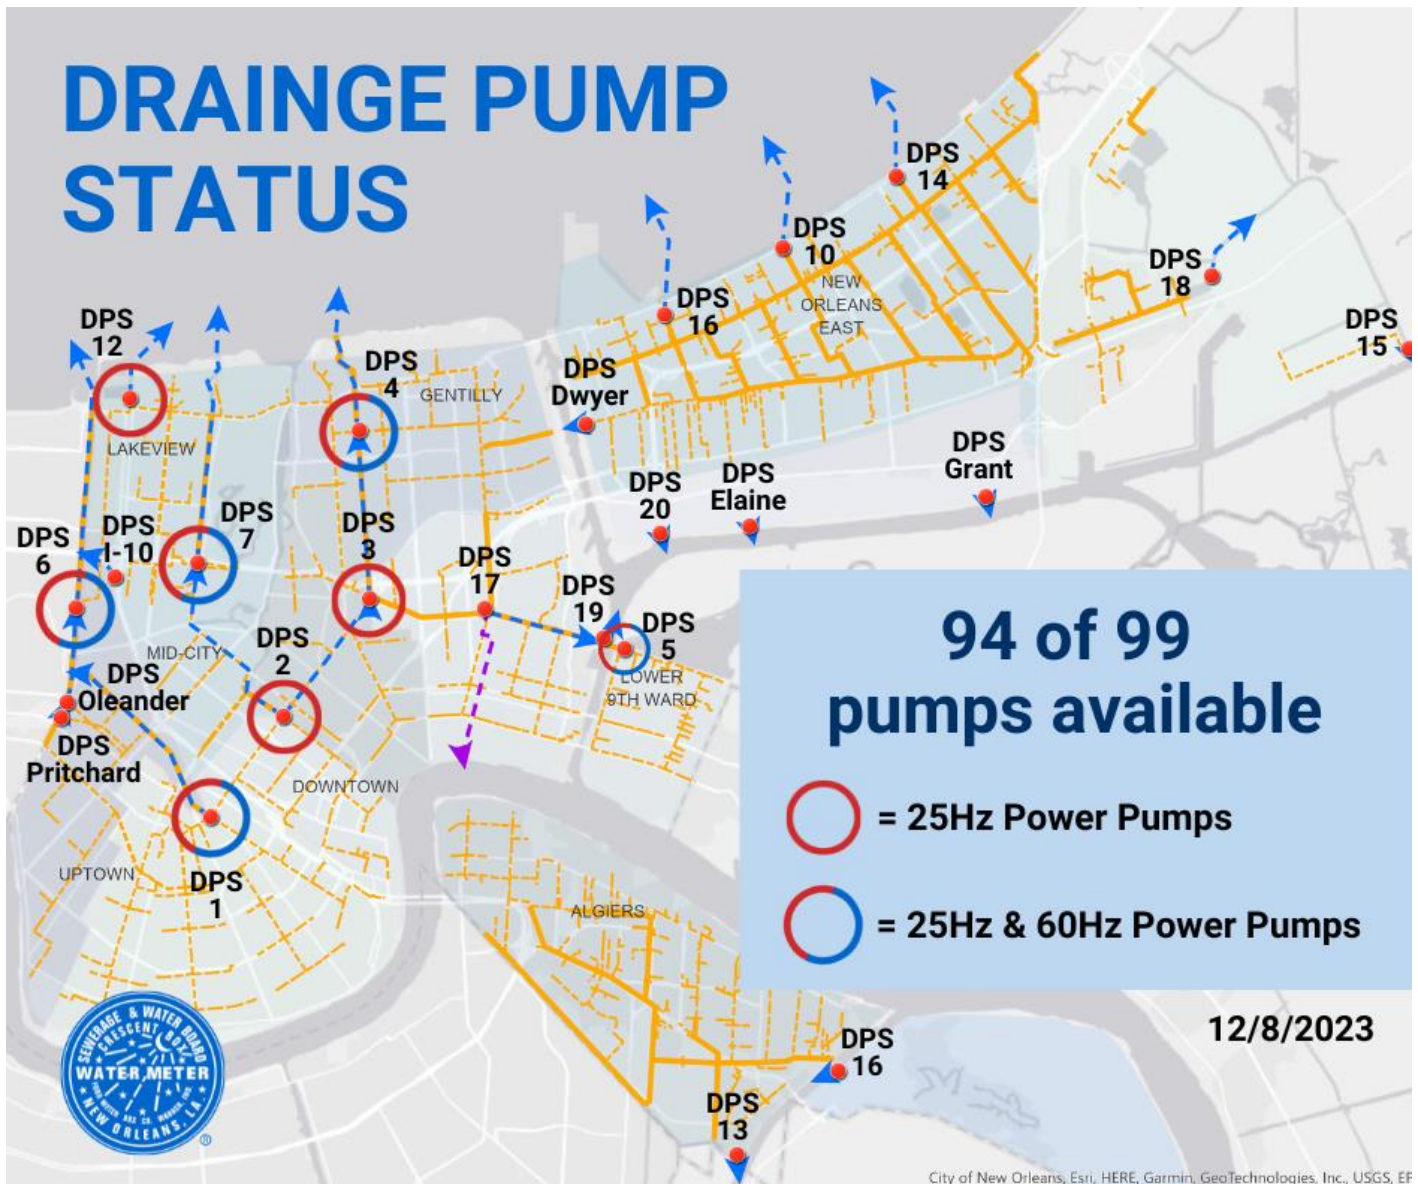 DRAINGE PUMP
STATUS
DPS
14
DPS
10
DPS
18
NEW
ORLEANS
EAST
DPS
16
DPS
15
DPS
12
DPS
4
DPS
Dwyer
GENTILLY
LAKEVIEW
DPS
Grant
DPS
20
DPS
Elaine
DPS
6
DPS
I-10
DPS
7
DPS
3
DPS
17
DPS
19
DPS
5
MID-CITY
DPS
2
LOWER
9TH WARD
DPS
Oleander
DPS
Pritchard
DOWNTOWN
UPTOWN
DPS
1
ALGIERS
94 of 99
pumps available
= 25Hz Power Pumps
= 25Hz & 60Hz Power Pumps
12/8/2023
DPS
16
DPS
13
SEWERAGE & WATER BOARD
CRESCENT BOX
WATER METER
NEW ORLEANS, LA.
®
City of New Orleans, Esri, HERE, Garmin, GeoTechnologies, Inc., USGS, EP